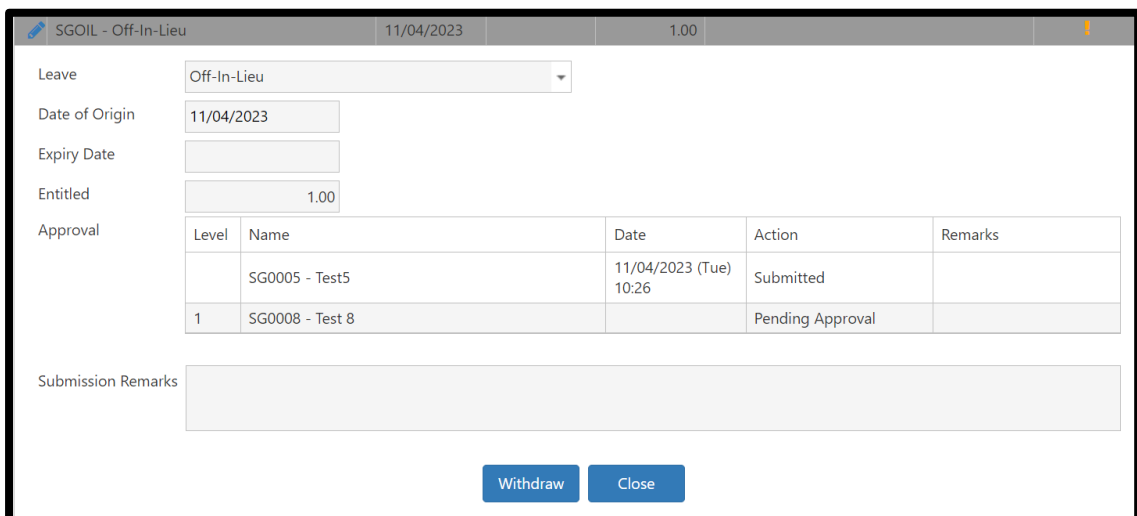 SGOIL - Off-In-Lieu 11/04/2023 1.00
Leave Off-In-Lieu
Date of Origin 11/04/2023
Expiry Date
Entitled 1.00
Approval
Level Name Date Action Remarks
SG0005 - Test5 11/04/2023 (Tue) 10:26 Submitted
1 SG0008 - Test 8 Pending Approval
Submission Remarks
Withdraw Close